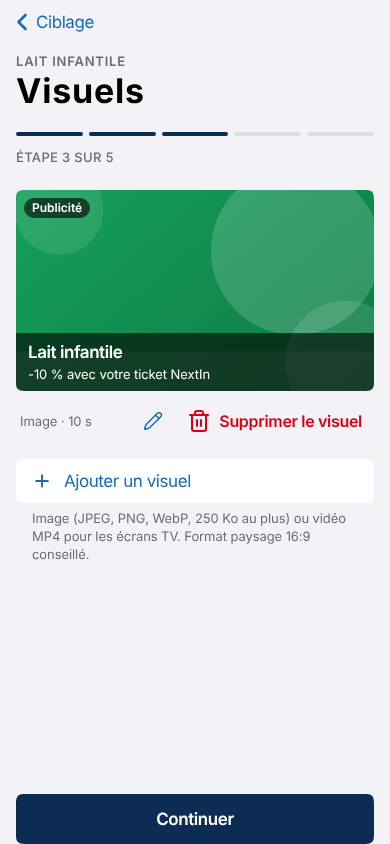 Ciblage
LAIT INFANTILE
Visuels
ÉTAPE 3 SUR 5
Publicité
Lait infantile
-10 % avec votre ticket NextIn
Image · 10 s
Supprimer le visuel
Ajouter un visuel
Image (JPEG, PNG, WebP, 250 Ko au plus) ou vidéo
MP4 pour les écrans TV. Format paysage 16:9
conseillé.
Continuer